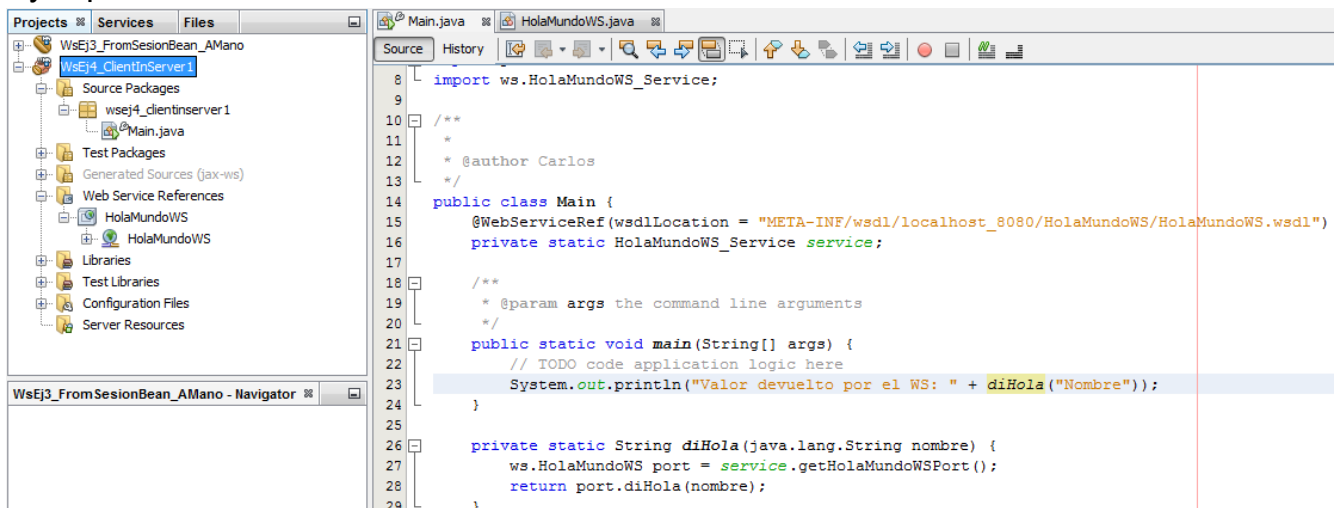 Projects Services Files
WsEj3_FromSesionBean_AMano
WsEj4_ClientInServer1
Source Packages
wsej4_clientinserver1
Main.java
Test Packages
Generated Sources (jax-ws)
Web Service References
HolaMundoWS
HolaMundoWS
Libraries
Test Libraries
Configuration Files
Server Resources
WsEj3_FromSesionBean_AMano - Navigator
Main.java HolaMundoWS.java
Source History
8 import ws.HolaMundoWS_Service;
9
10 /**
11 *
12 * @author Carlos
13 */
14 public class Main {
15 @WebServiceRef(wsdlLocation = "META-INF/wsdl/localhost_8080/HolaMundoWS/HolaMundoWS.wsdl")
16 private static HolaMundoWS_Service service;
17
18 /**
19 * @param args the command line arguments
20 */
21 public static void main(String[] args) {
22 // TODO code application logic here
23 System.out.println("Valor devuelto por el WS: " + diHola("Nombre"));
24 }
25
26 private static String diHola(java.lang.String nombre) {
27 ws.HolaMundoWS port = service.getHolaMundoWSPort();
28 return port.diHola(nombre);
29 }